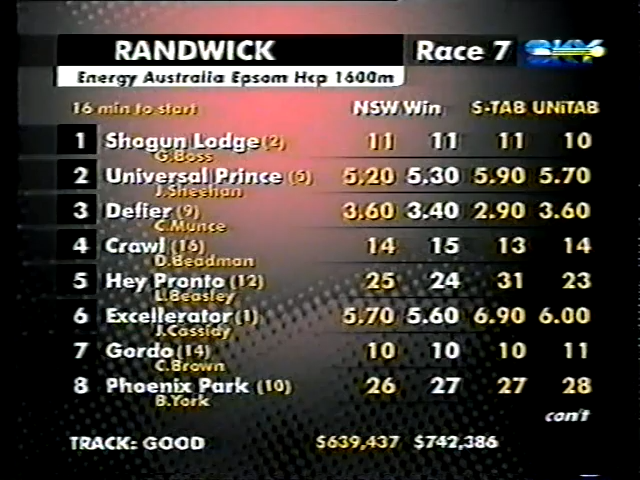 RANDWICK Race 7 SKY
Energy Australia Epsom Hcp 1600m
16 min to start NSW Win S-TAB UNiTAB
1 Shogun Lodge (2) 11 11 11 10
G.Boss
2 Universal Prince (5) 5.20 5.30 5.90 5.70
J.Sheehan
3 Defier (9) 3.60 3.40 2.90 3.60
C.Munce
4 Crawl (16) 14 15 13 14
D.Beadman
5 Hey Pronto (12) 25 24 31 23
L.Beasley
6 Excellerator (1) 5.70 5.60 6.90 6.00
J.Cassidy
7 Gordo (14) 10 10 10 11
C.Brown
8 Phoenix Park (10) 26 27 27 28
B.York
con't
TRACK: GOOD $639,437 $742,386